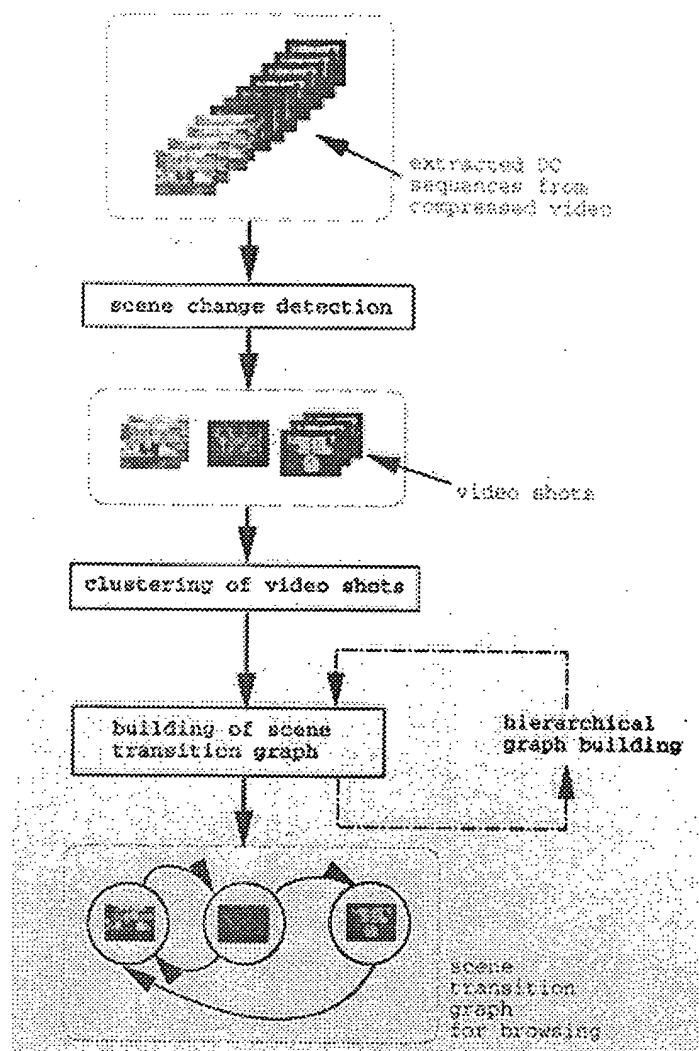 extracted DC
sequences from
compressed video
scene change detection
video shots
clustering of video shots
building of scene
transition graph
hierarchical
graph building
scene
transition
graph
for browsing